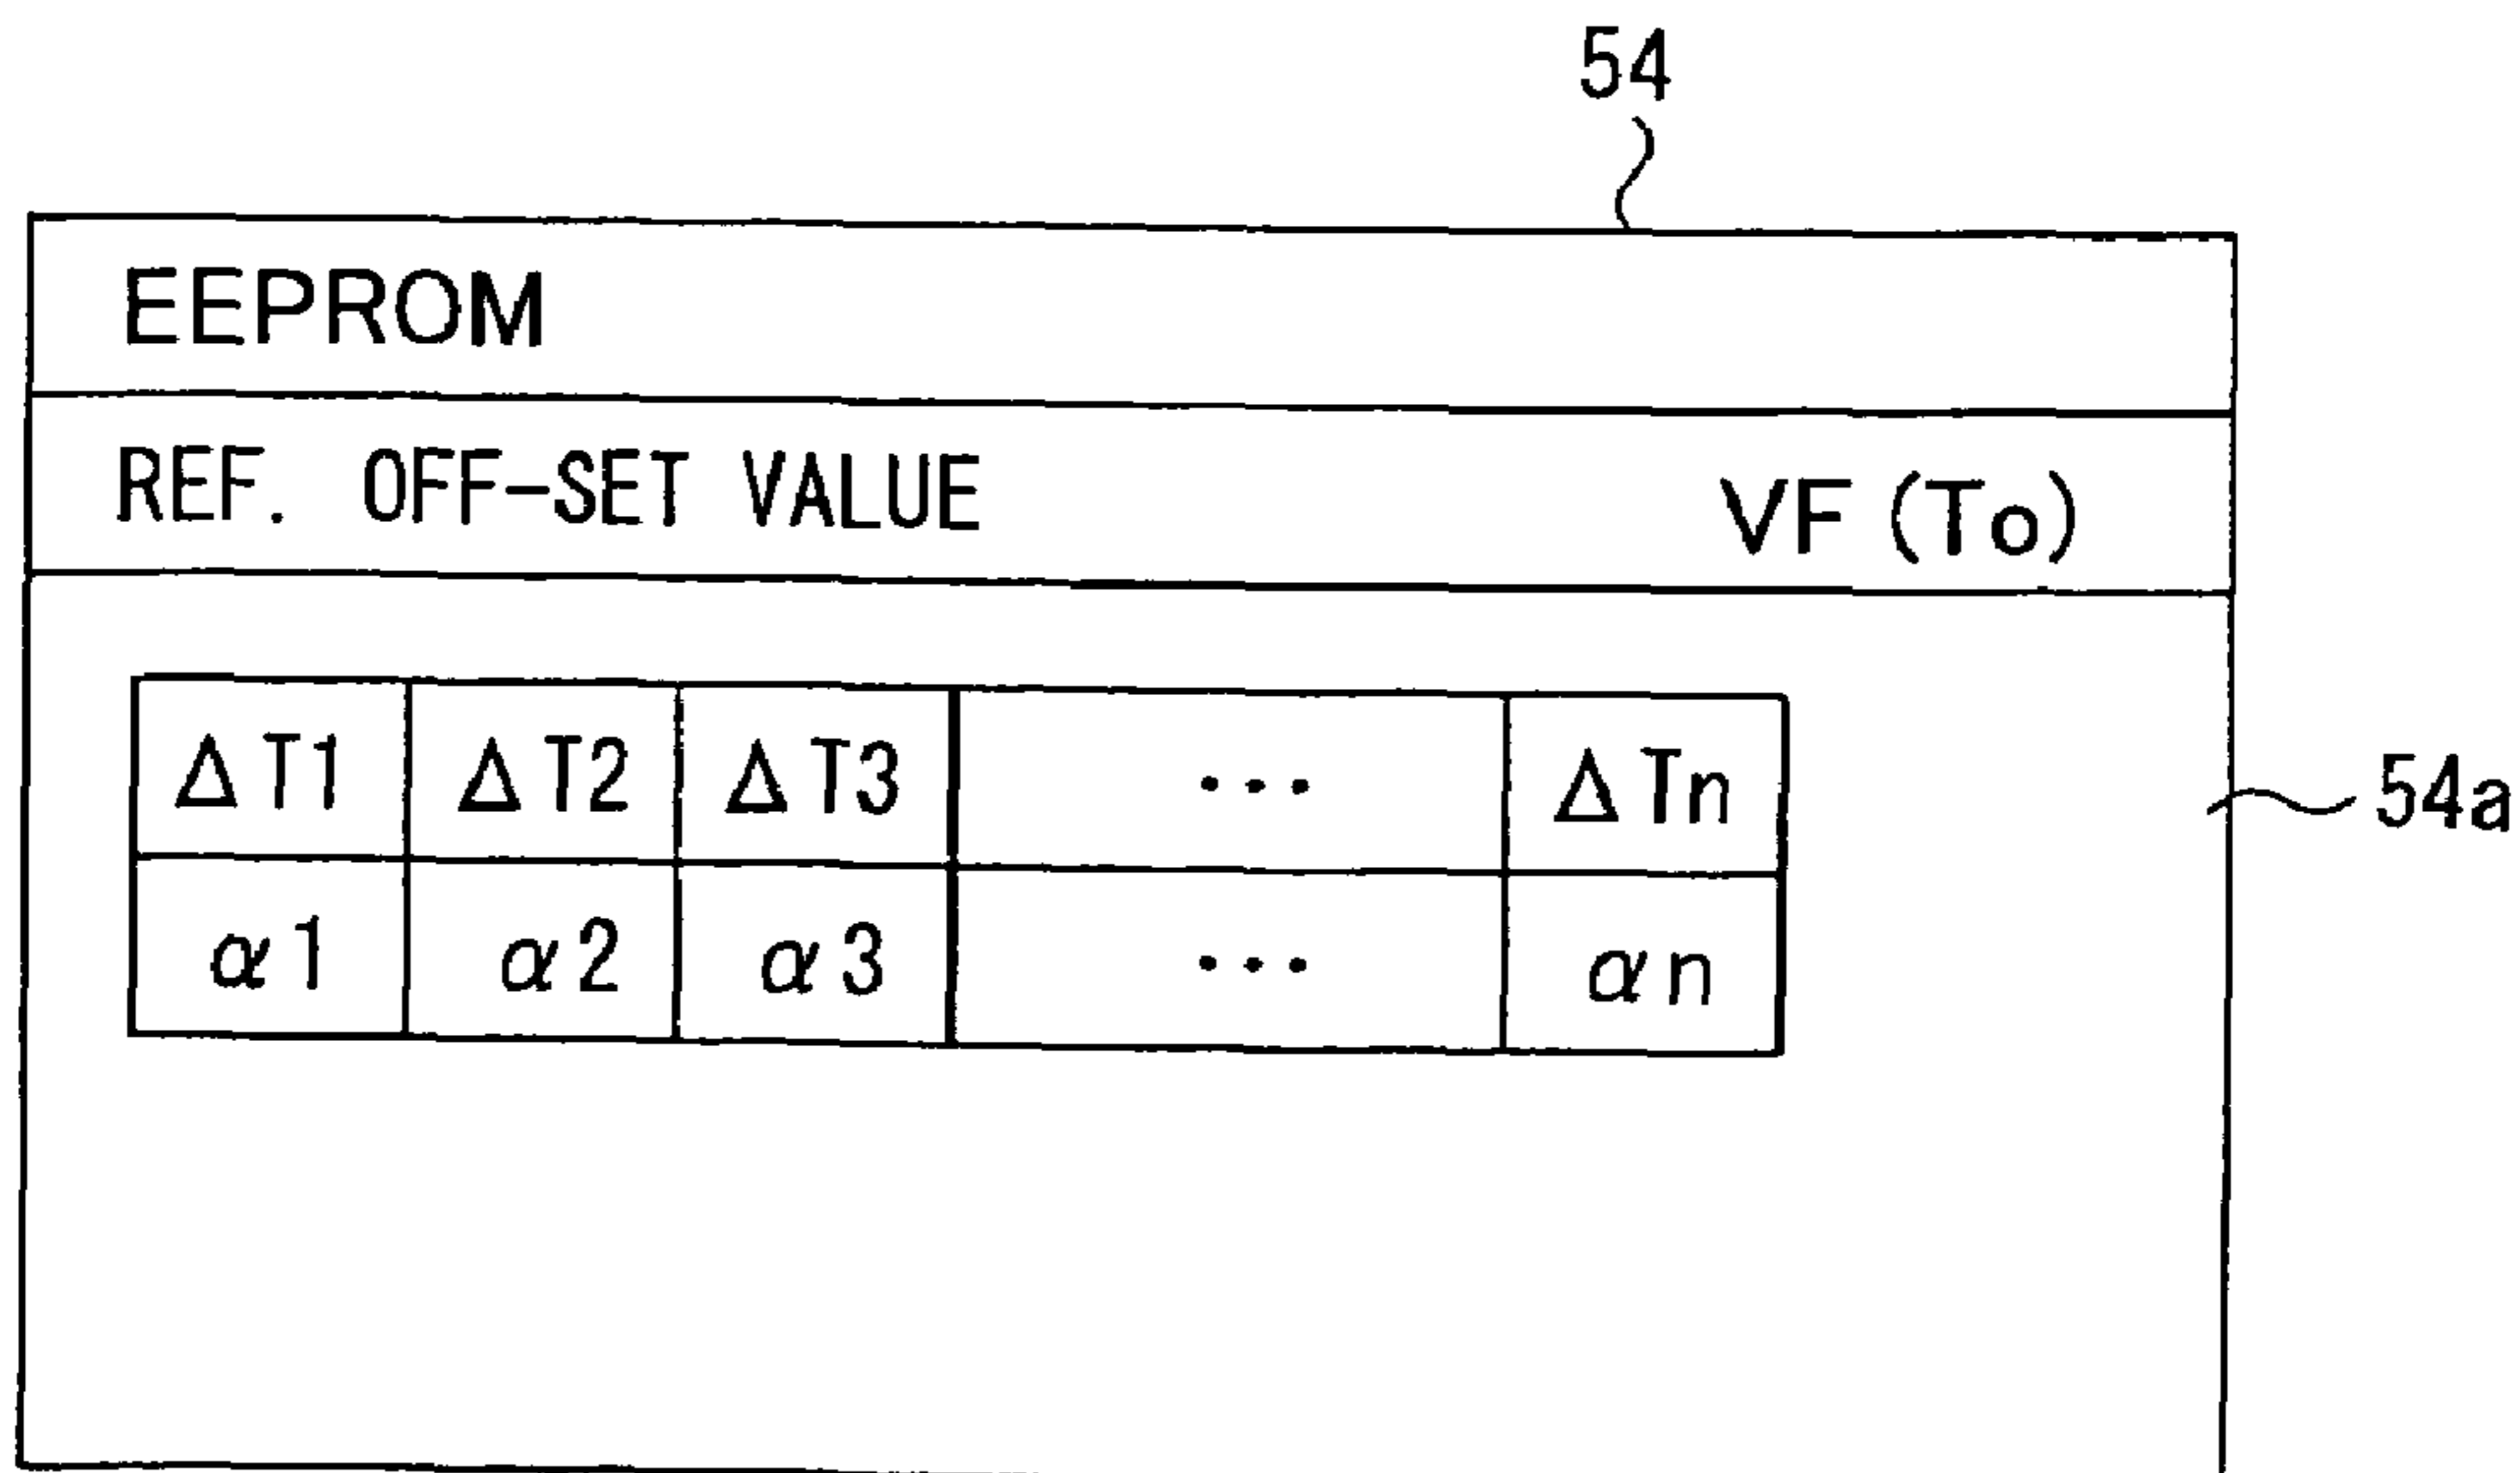 54
EEPROM
REF. OFF-SET VALUE VF (To)
ΔT1 ΔT2 ΔT3 ... ΔTn
54a
α1 α2 α3 ... αn